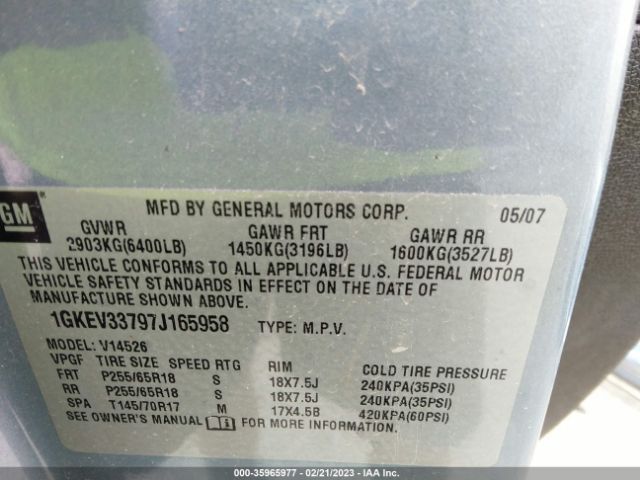 GM
MFD BY GENERAL MOTORS CORP. 05/07
GVWR GAWR FRT GAWR RR
2903KG(6400LB) 1450KG(3196LB) 1600KG(3527LB)
THIS VEHICLE CONFORMS TO ALL APPLICABLE U.S. FEDERAL MOTOR
VEHICLE SAFETY STANDARDS IN EFFECT ON THE DATE OF
MANUFACTURE SHOWN ABOVE.
1GKEV33797J165958 TYPE: M.P.V.
MODEL: V14526
VPGF TIRE SIZE SPEED RTG RIM COLD TIRE PRESSURE
FRT P255/65R18 S 18X7.5J 240KPA(35PSI)
RR P255/65R18 S 18X7.5J 240KPA(35PSI)
SPA T145/70R17 M 17X4.5B 420KPA(60PSI)
SEE OWNER'S MANUAL FOR MORE INFORMATION.
000-35965977 - 02/21/2023 - IAA Inc.